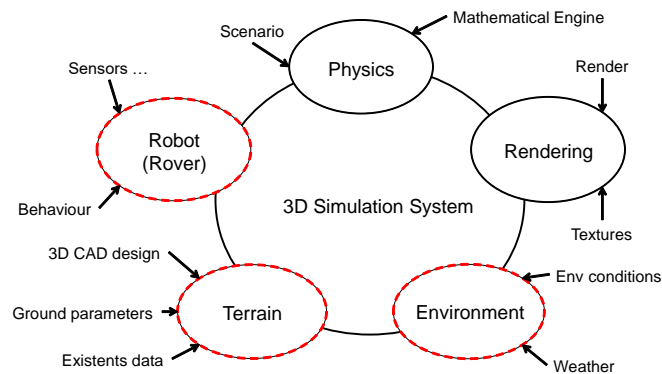 Mathematical Engine
Scenario
Sensors …
Physics
Render
Robot
(Rover)
Rendering
Behaviour
3D Simulation System
Textures
3D CAD design
Env conditions
Ground parameters
Terrain
Environment
Existents data
Weather